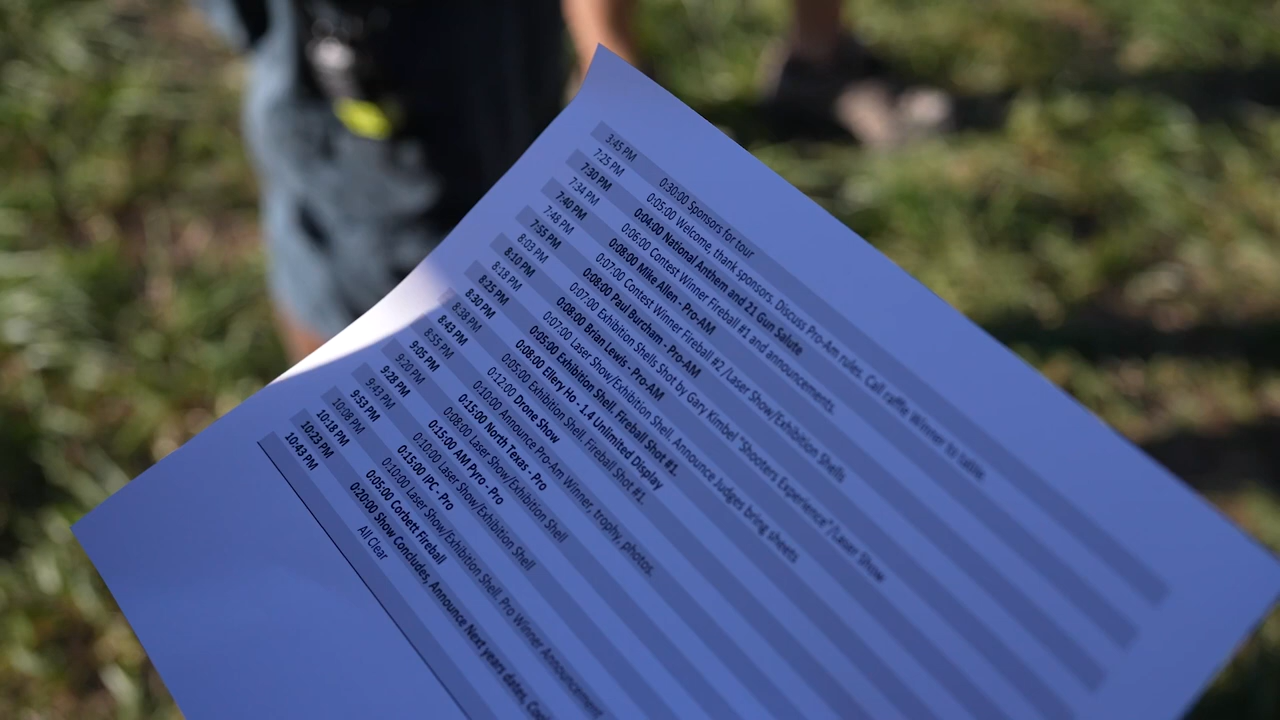 3:45 PM 0:30:00 Sponsors for tour
7:25 PM 0:05:00 Welcome, thank sponsors. Discuss Pro-Am rules. Call raffle winner to table
7:30 PM 0:04:00 National Anthem and 21 Gun Salute
7:34 PM 0:06:00 Contest Winner Fireball #1 and announcements.
7:40 PM 0:08:00 Mike Allen - Pro-AM
7:48 PM 0:07:00 Contest Winner Fireball #2 /Laser Show/Exhibition Shells
7:55 PM 0:08:00 Paul Burcham - Pro-AM
8:03 PM 0:07:00 Exhibition Shells Shot by Gary Kimbel "Shooters Experience"/Laser Show
8:10 PM 0:08:00 Brian Lewis - Pro-AM
8:18 PM 0:07:00 Laser Show/Exhibition Shell, Announce Judges bring sheets
8:25 PM 0:05:00 Exhibition Shell, Fireball Shot #1.
8:30 PM 0:08:00 Ellery Ho - 1.4 Unlimited Display
8:38 PM 0:05:00 Exhibition Shell. Fireball Shot #1
8:43 PM 0:12:00 Drone Show
8:55 PM 0:10:00 Announce Pro-Am Winner, trophy, photos.
9:05 PM 0:15:00 North Texas - Pro
9:20 PM 0:08:00 Laser Show/Exhibition Shell
9:28 PM 0:15:00 AM Pyro - Pro
9:43 PM 0:10:00 Laser Show/Exhibition Shell
9:53 PM 0:15:00 IPC - Pro
10:08 PM 0:10:00 Laser Show/Exhibition Shell. Pro Winner Announcement
10:18 PM 0:05:00 Corbett Fireball
10:23 PM 0:20:00 Show Concludes, Announce Next years dates,
10:43 PM All Clear